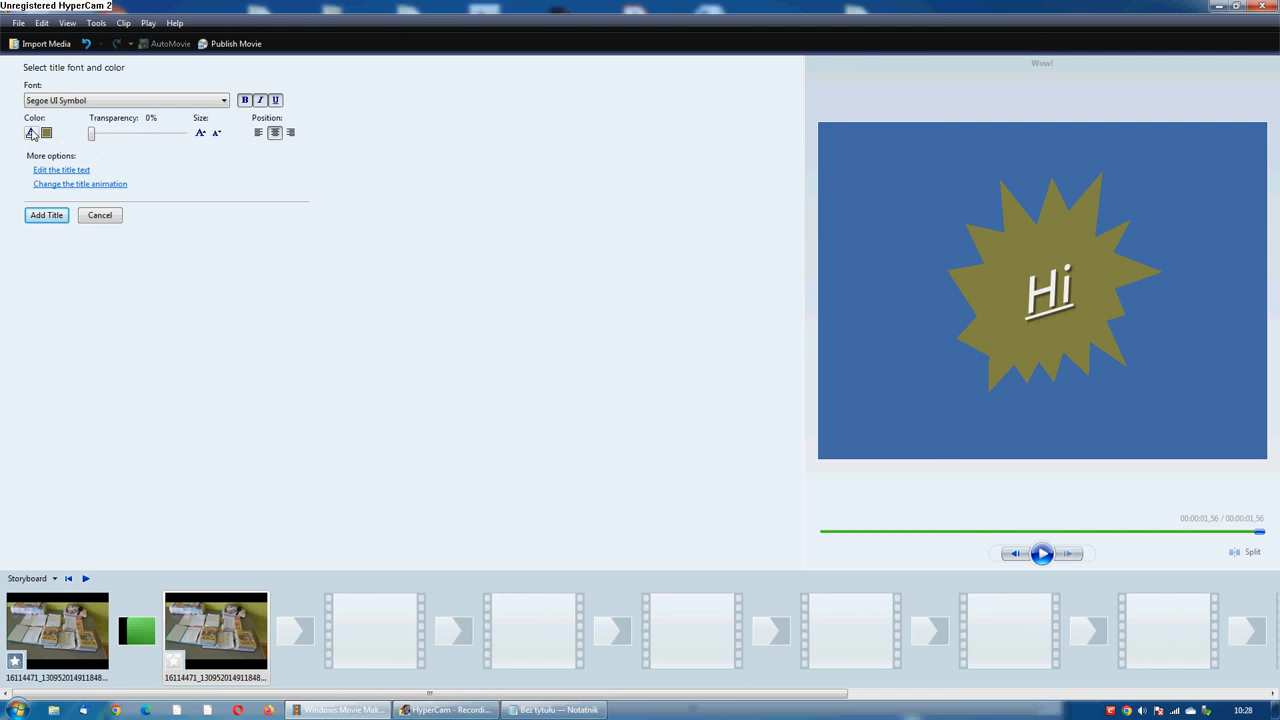 Unregistered HyperCam 2
File Edit View Tools Clip Play Help
Import Media AutoMovie Publish Movie
Select title font and color
Wow!
Font:
Segoe UI Symbol B I U
Color: Transparency: 0% Size: Position:
More options:
Edit the title text
Change the title animation
Add Title Cancel
Hi
00:00:01,56 / 00:00:01,56
Split
Storyboard
16114471_130952014911848...
16114471_130952014911848...
Windows Movie Mak...
HyperCam - Recordi...
Bez tytułu — Notatnik
10:28